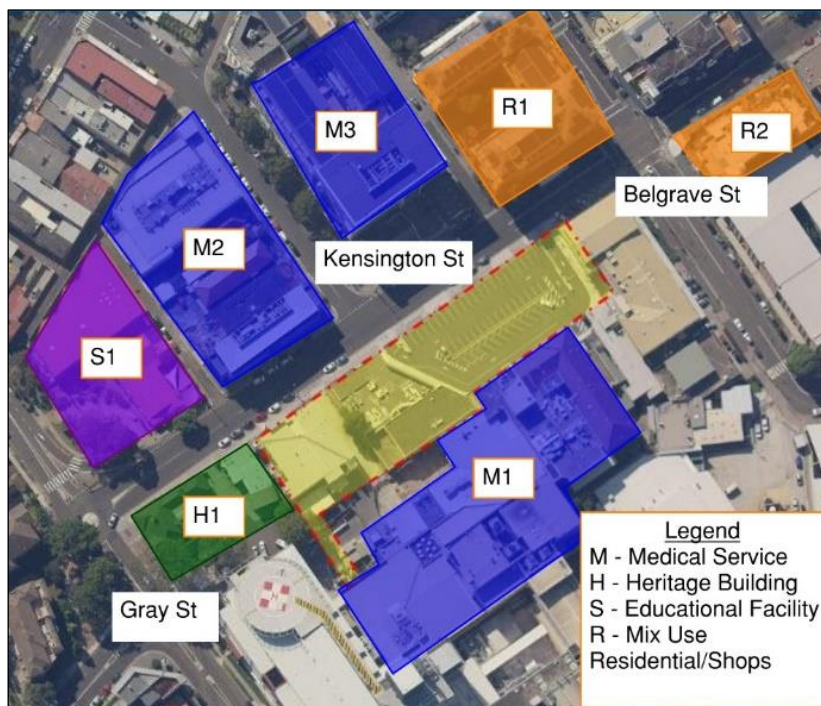 M3
R1
R2
Belgrave St
M2
Kensington St
S1
M1
H1
H
Gray St
Legend
M - Medical Service
H - Heritage Building
S - Educational Facility
R - Mix Use
Residential/Shops